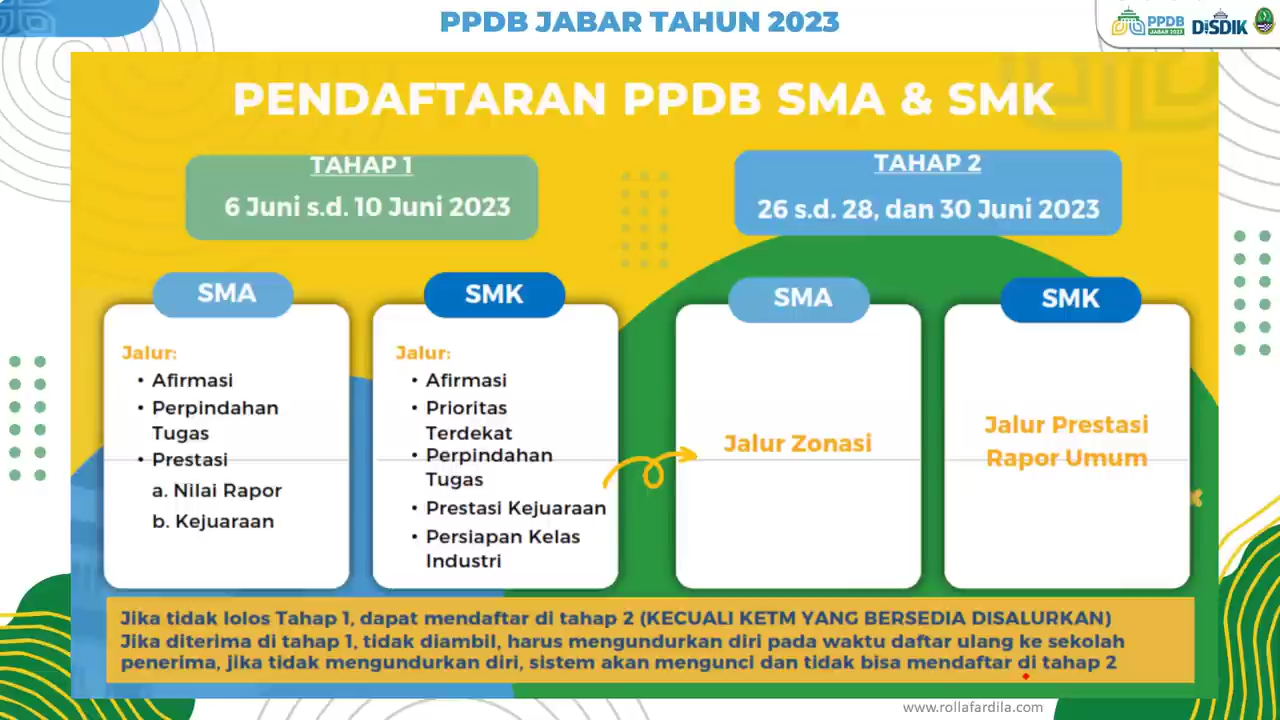 PPDB JABAR TAHUN 2023
PPDB
JABAR 2023
DISDIK
PENDAFTARAN PPDB SMA & SMK
TAHAP 1
6 Juni s.d. 10 Juni 2023
TAHAP 2
26 s.d. 28, dan 30 Juni 2023
SMA
Jalur:
• Afirmasi
• Perpindahan
Tugas
• Prestasi
a. Nilai Rapor
b. Kejuaraan
SMK
Jalur:
• Afirmasi
• Prioritas
Terdekat
• Perpindahan
Tugas
• Prestasi Kejuaraan
• Persiapan Kelas
Industri
SMA
Jalur Zonasi
SMK
Jalur Prestasi
Rapor Umum
Jika tidak lolos Tahap 1, dapat mendaftar di tahap 2 (KECUALI KETM YANG BERSEDIA DISALURKAN)
Jika diterima di tahap 1, tidak diambil, harus mengundurkan diri pada waktu daftar ulang ke sekolah
penerima, jika tidak mengundurkan diri, sistem akan mengunci dan tidak bisa mendaftar di tahap 2
www.rollafardila.com